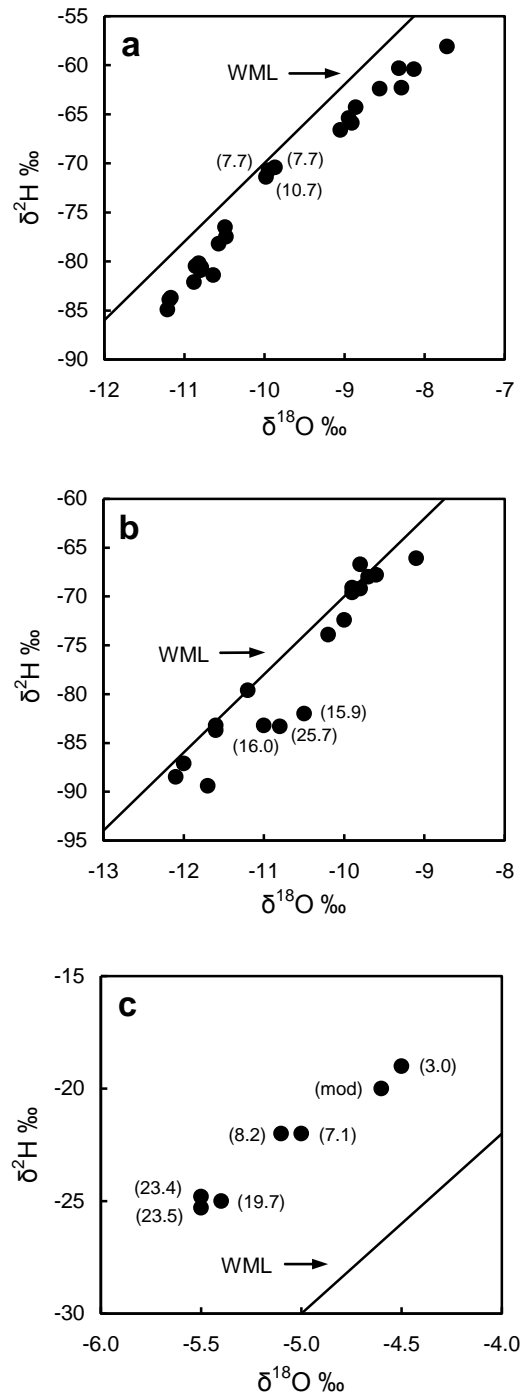 a
-55
-60
-65
-70
-75
-80
-85
-90
WML
(7.7) (7.7)
(10.7)
-12 -11 -10 -9 -8 -7
δ²H ‰
δ¹⁸O ‰
b
-60
-65
-70
-75
-80
-85
-90
-95
WML
(15.9)
(16.0) (25.7)
-13 -12 -11 -10 -9 -8
δ²H ‰
δ¹⁸O ‰
c
-15
-20
-25
-30
(3.0)
(mod)
(8.2) (7.1)
(23.4)
(19.7)
(23.5)
WML
-6.0 -5.5 -5.0 -4.5 -4.0
δ²H ‰
δ¹⁸O ‰